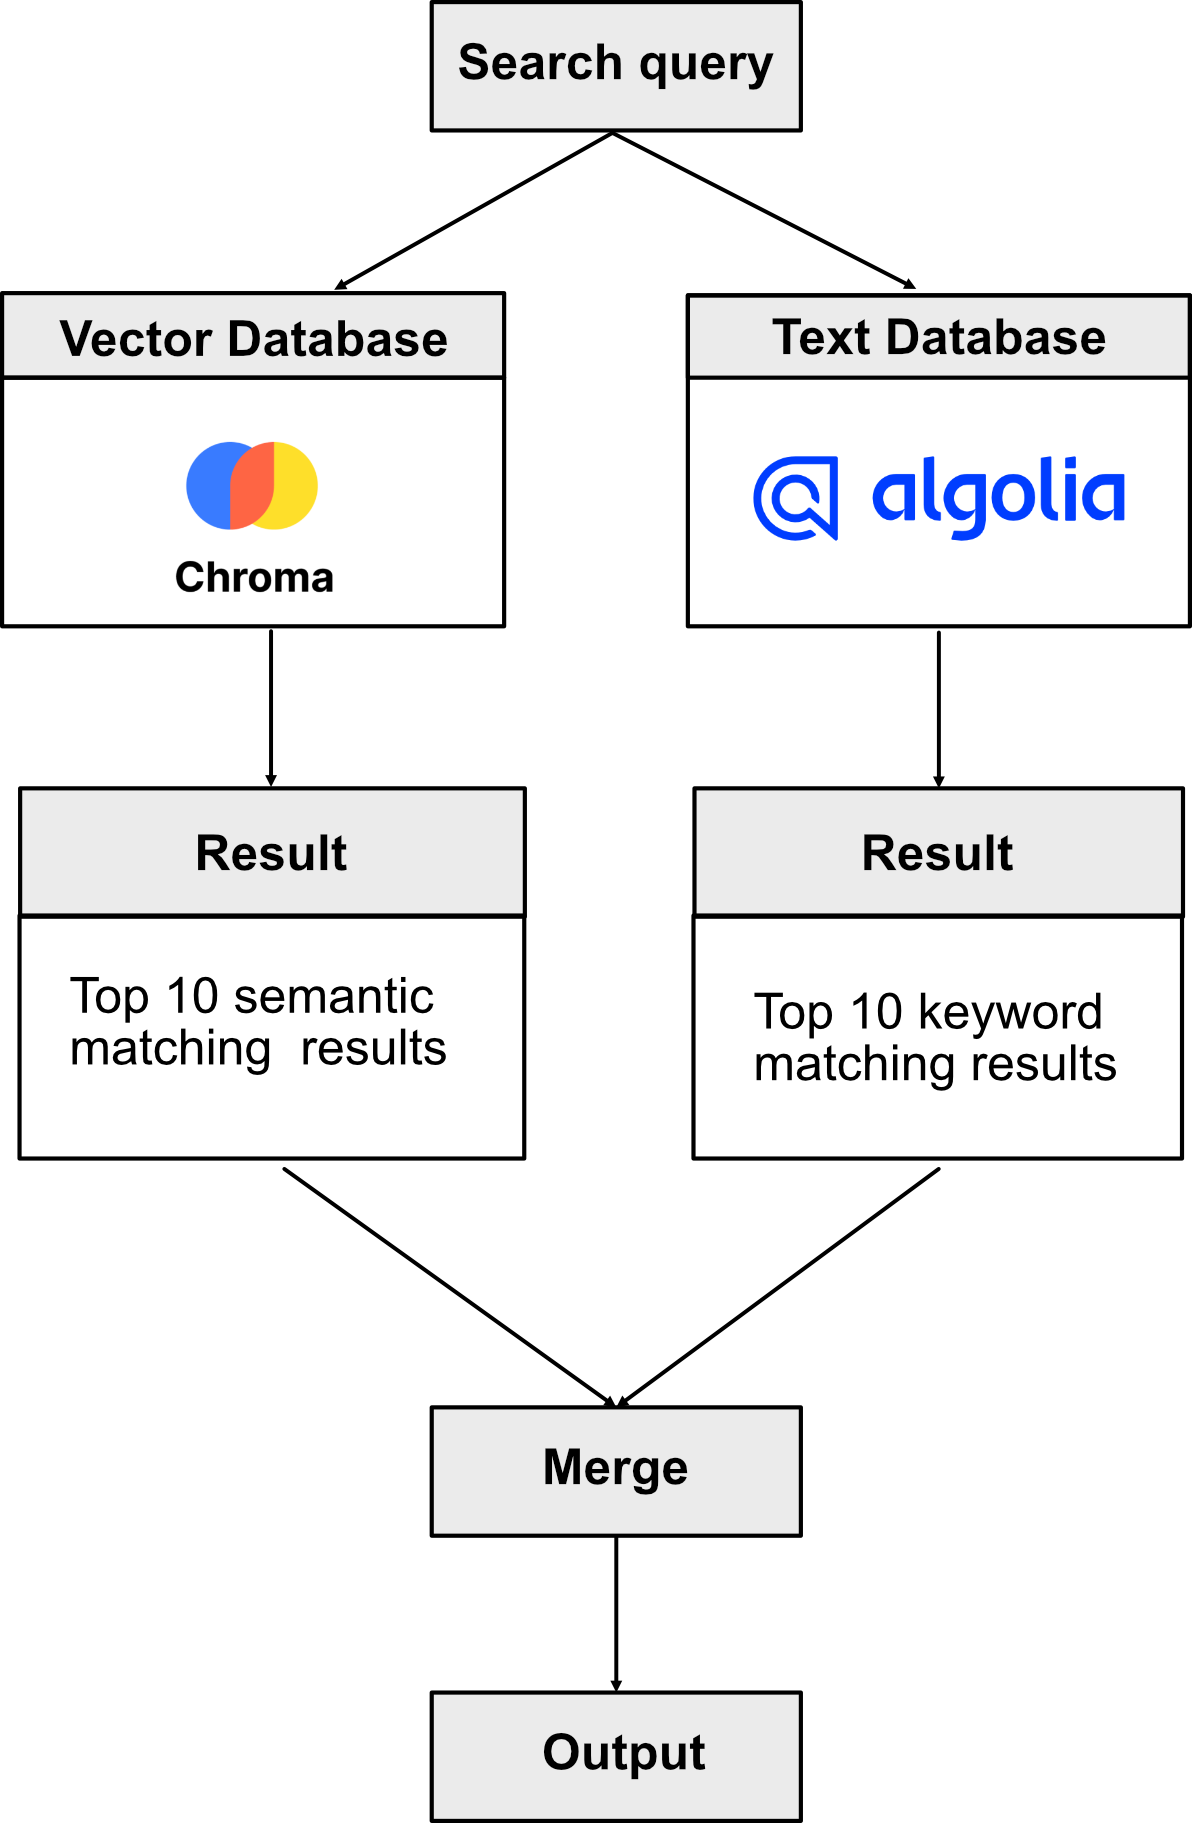 Search query
Vector Database
Chroma
Text Database
algolia
Result
Top 10 semantic
matching  results
Result
Top 10 keyword
matching results
Merge
Output